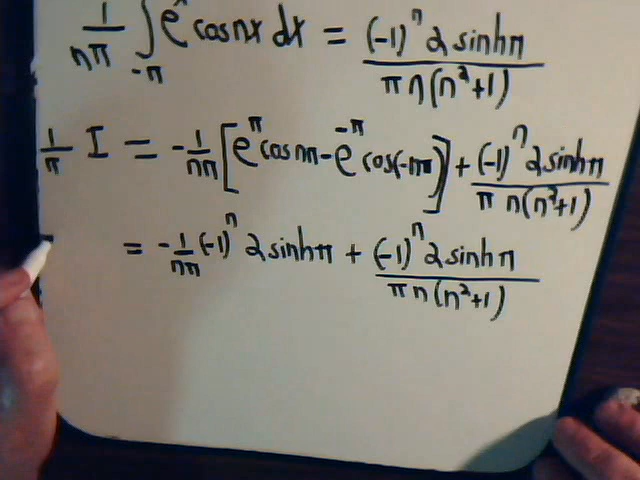 1/(nπ) ∫_{-π} e^x cos nx dx = (-1)^n 2 sinh π / (π n(n²+1))
1/π I = -1/(nπ) [e^π cos nπ - e^{-π} cos(-nπ)] + (-1)^n 2 sinh π / (π n(n²+1))
= -1/(nπ) (-1)^n 2 sinh π + (-1)^n 2 sinh π / (π n(n²+1))